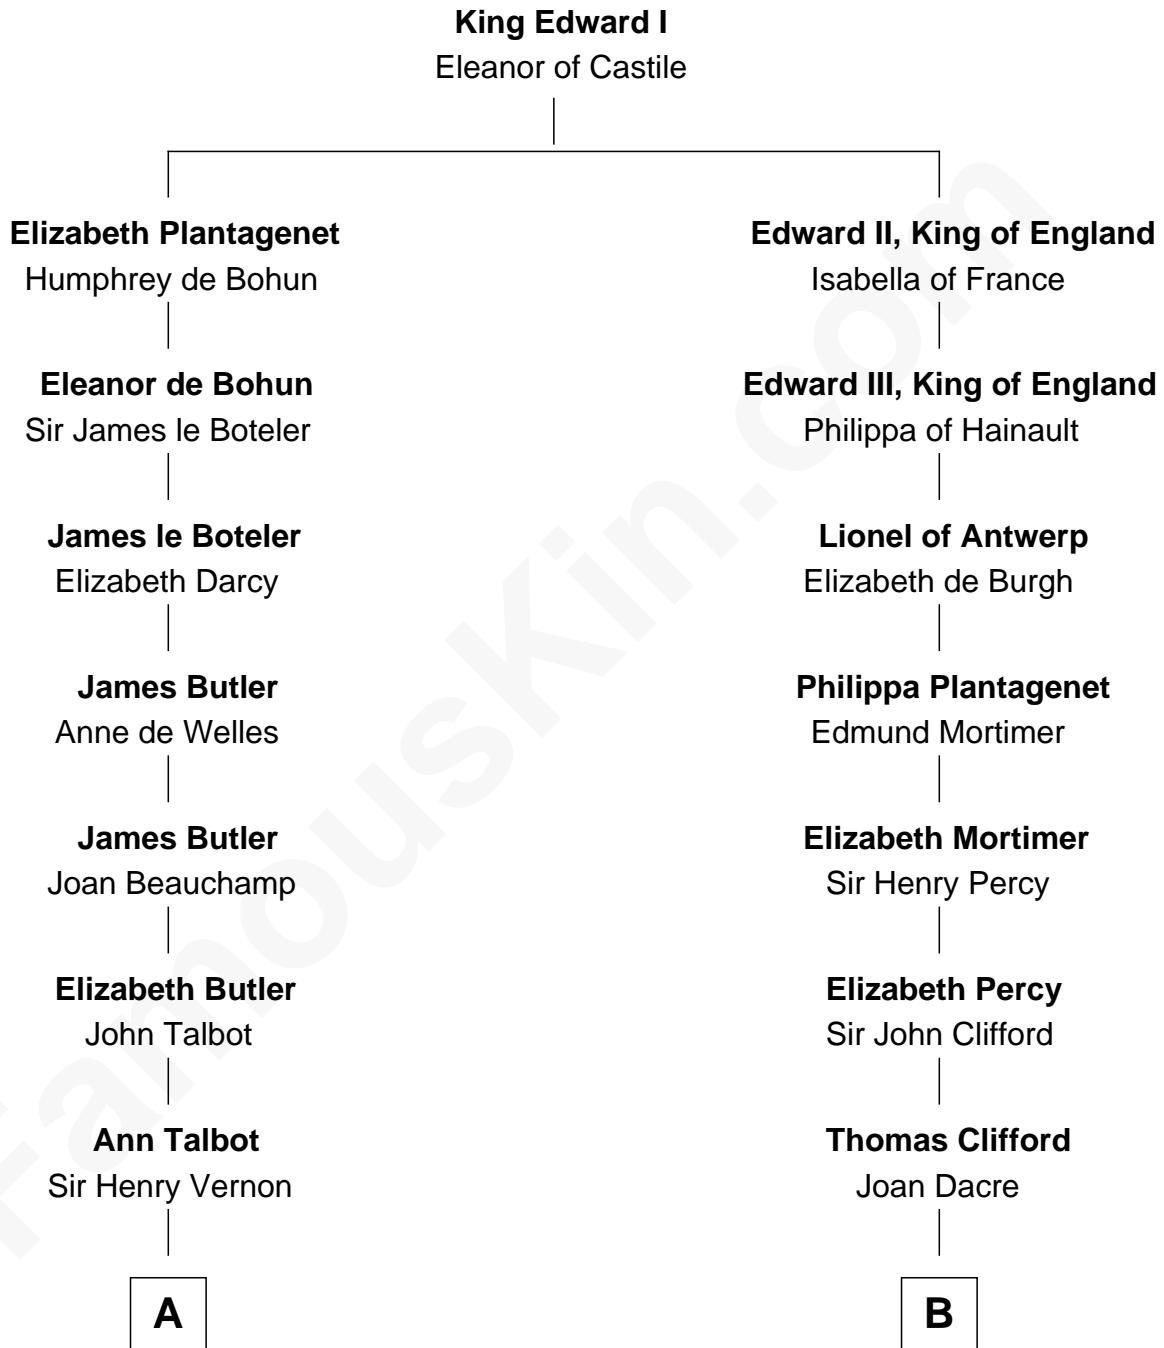 King Edward I
Eleanor of Castile
Elizabeth Plantagenet
Humphrey de Bohun
Edward II, King of England
Isabella of France
Eleanor de Bohun
Sir James le Boteler
Edward III, King of England
Philippa of Hainault
James le Boteler
Elizabeth Darcy
Lionel of Antwerp
Elizabeth de Burgh
James Butler
Anne de Welles
Philippa Plantagenet
Edmund Mortimer
James Butler
Joan Beauchamp
Elizabeth Mortimer
Sir Henry Percy
Elizabeth Butler
John Talbot
Elizabeth Percy
Sir John Clifford
Ann Talbot
Sir Henry Vernon
Thomas Clifford
Joan Dacre
A
B
FamousKin.com